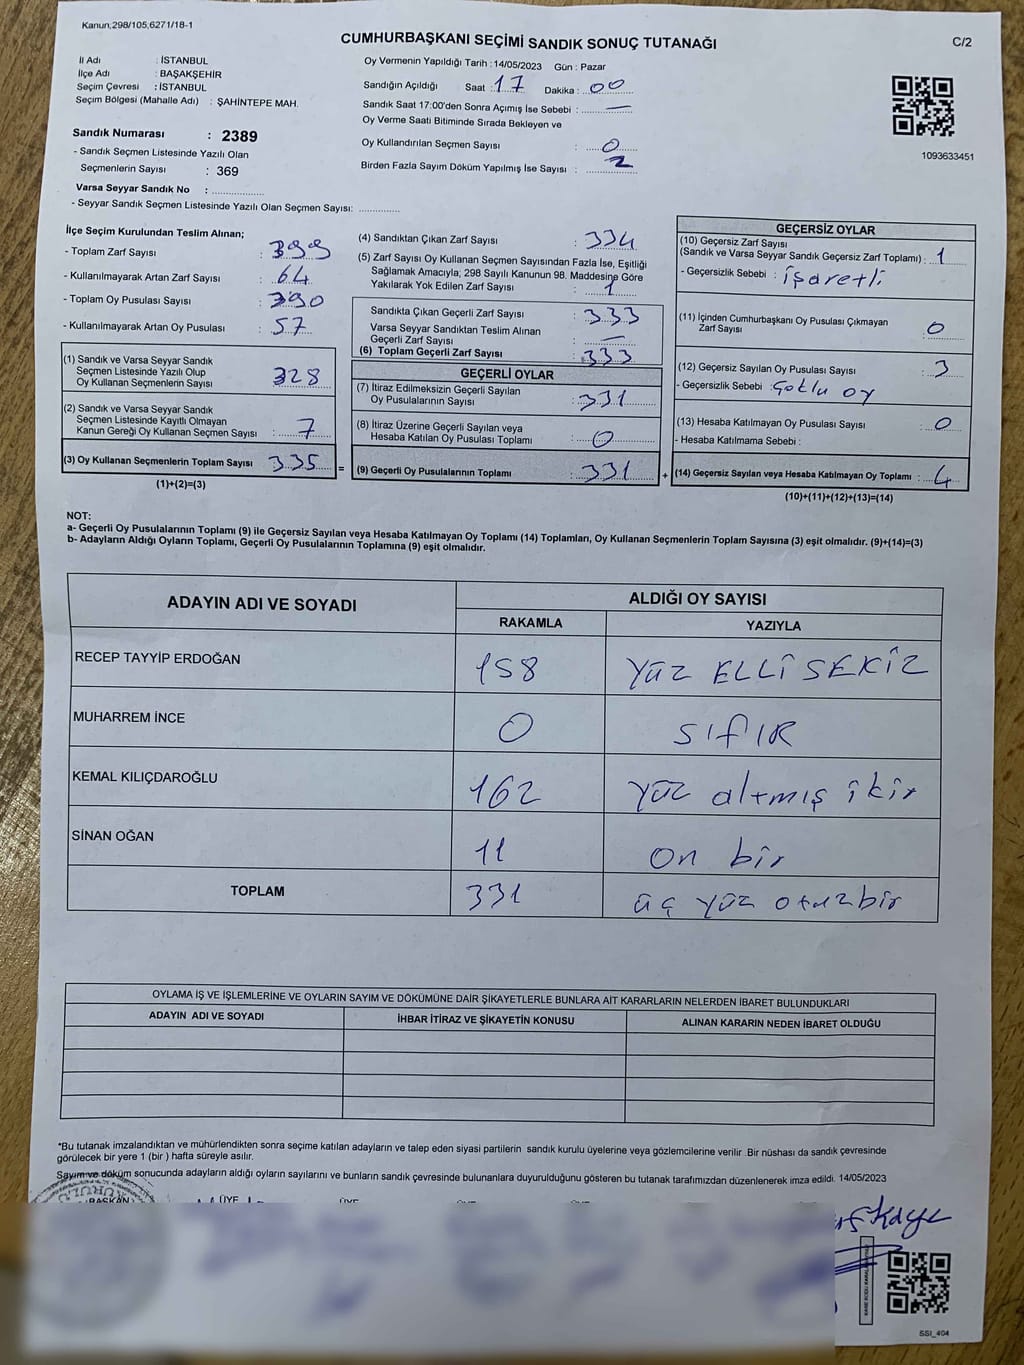 Kanun;298/105,6271/18-1
C/2
CUMHURBAŞKANI SEÇİMİ SANDIK SONUÇ TUTANAĞI
İl Adı : İSTANBUL
İlçe Adı : BAŞAKŞEHİR
Seçim Çevresi : İSTANBUL
Seçim Bölgesi (Mahalle Adı) : ŞAHİNTEPE MAH.
Sandık Numarası : 2389
- Sandık Seçmen Listesinde Yazılı Olan
Seçmenlerin Sayısı : 369
Varsa Seyyar Sandık No :
- Seyyar Sandık Seçmen Listesinde Yazılı Olan Seçmen Sayısı:
Oy Vermenin Yapıldığı Tarih : 14/05/2023 Gün : Pazar
Sandığın Açıldığı Saat : 17 Dakika : 00
Sandık Saat 17:00'den Sonra Açımış İse Sebebi : —
Oy Verme Saati Bitiminde Sırada Bekleyen ve
Oy Kullandırılan Seçmen Sayısı : 0
Birden Fazla Sayım Döküm Yapılmış İse Sayısı : 2
1093633451
İlçe Seçim Kurulundan Teslim Alınan;
- Toplam Zarf Sayısı : 399
- Kullanılmayarak Artan Zarf Sayısı : 64
- Toplam Oy Pusulası Sayısı : 390
- Kullanılmayarak Artan Oy Pusulası : 57
(1) Sandık ve Varsa Seyyar Sandık
Seçmen Listesinde Yazılı Olup
Oy Kullanan Seçmenlerin Sayısı : 328
(2) Sandık ve Varsa Seyyar Sandık
Seçmen Listesinde Kayıtlı Olmayan
Kanun Gereği Oy Kullanan Seçmen Sayısı : 7
(3) Oy Kullanan Seçmenlerin Toplam Sayısı : 335 =
(1)+(2)=(3)
(4) Sandıktan Çıkan Zarf Sayısı : 334
(5) Zarf Sayısı Oy Kullanan Seçmen Sayısından Fazla İse, Eşitliği
Sağlamak Amacıyla, 298 Sayılı Kanunun 98. Maddesine Göre
Yakılarak Yok Edilen Zarf Sayısı : 1
Sandıkta Çıkan Geçerli Zarf Sayısı : 333
Varsa Seyyar Sandıktan Teslim Alınan
Geçerli Zarf Sayısı : —
(6) Toplam Geçerli Zarf Sayısı : 333
GEÇERLİ OYLAR
(7) İtiraz Edilmeksizin Geçerli Sayılan
Oy Pusulalarının Sayısı : 331
(8) İtiraz Üzerine Geçerli Sayılan veya
Hesaba Katılan Oy Pusulası Toplamı : 0
(9) Geçerli Oy Pusulalarının Toplamı : 331 +
GEÇERSİZ OYLAR
(10) Geçersiz Zarf Sayısı
(Sandık ve Varsa Seyyar Sandık Geçersiz Zarf Toplamı) : 1
- Geçersizlik Sebebi : İşaretli
(11) İçinden Cumhurbaşkanı Oy Pusulası Çıkmayan
Zarf Sayısı : 0
(12) Geçersiz Sayılan Oy Pusulası Sayısı : 3
- Geçersizlik Sebebi : Çoklu oy
(13) Hesaba Katılmayan Oy Pusulası Sayısı : 0
- Hesaba Katılmama Sebebi :
(14) Geçersiz Sayılan veya Hesaba Katılmayan Oy Toplamı : 4
(10)+(11)+(12)+(13)=(14)
NOT:
a- Geçerli Oy Pusulalarının Toplamı (9) ile Geçersiz Sayılan veya Hesaba Katılmayan Oy Toplamı (14) Toplamları, Oy Kullanan Seçmenlerin Toplam Sayısına (3) eşit olmalıdır. (9)+(14)=(3)
b- Adayların Aldığı Oyların Toplamı, Geçerli Oy Pusulalarının Toplamına (9) eşit olmalıdır.
ADAYIN ADI VE SOYADI ALDIĞI OY SAYISI
RAKAMLA YAZIYLA
RECEP TAYYİP ERDOĞAN 158 YÜZ ELLİ SEKİZ
MUHARREM İNCE 0 SIFIR
KEMAL KILIÇDAROĞLU 162 yüz altmış iki
SİNAN OĞAN 11 on bir
TOPLAM 331 üç yüz otuzbir
OYLAMA İŞ VE İŞLEMLERİNE VE OYLARIN SAYIM VE DÖKÜMÜNE DAİR ŞİKAYETLERLE BUNLARA AİT KARARLARIN NELERDEN İBARET BULUNDUKLARI
ADAYIN ADI VE SOYADI İHBAR İTİRAZ VE ŞİKAYETİN KONUSU ALINAN KARARIN NEDEN İBARET OLDUĞU
*Bu tutanak imzalandıktan ve mühürlendikten sonra seçime katılan adayların ve talep eden siyasi partilerin sandık kurulu üyelerine veya gözlemcilerine verilir .Bir nüshası da sandık çevresinde
görülecek bir yere 1 (bir ) hafta süreyle asılır.
Sayım ve döküm sonucunda adayların aldığı oyların sayılarını ve bunların sandık çevresinde bulunanlara duyurulduğunu gösteren bu tutanak tarafımızdan düzenlenerek imza edildi. 14/05/2023
BAŞKAN ÜYE ÜYE
SSI_404